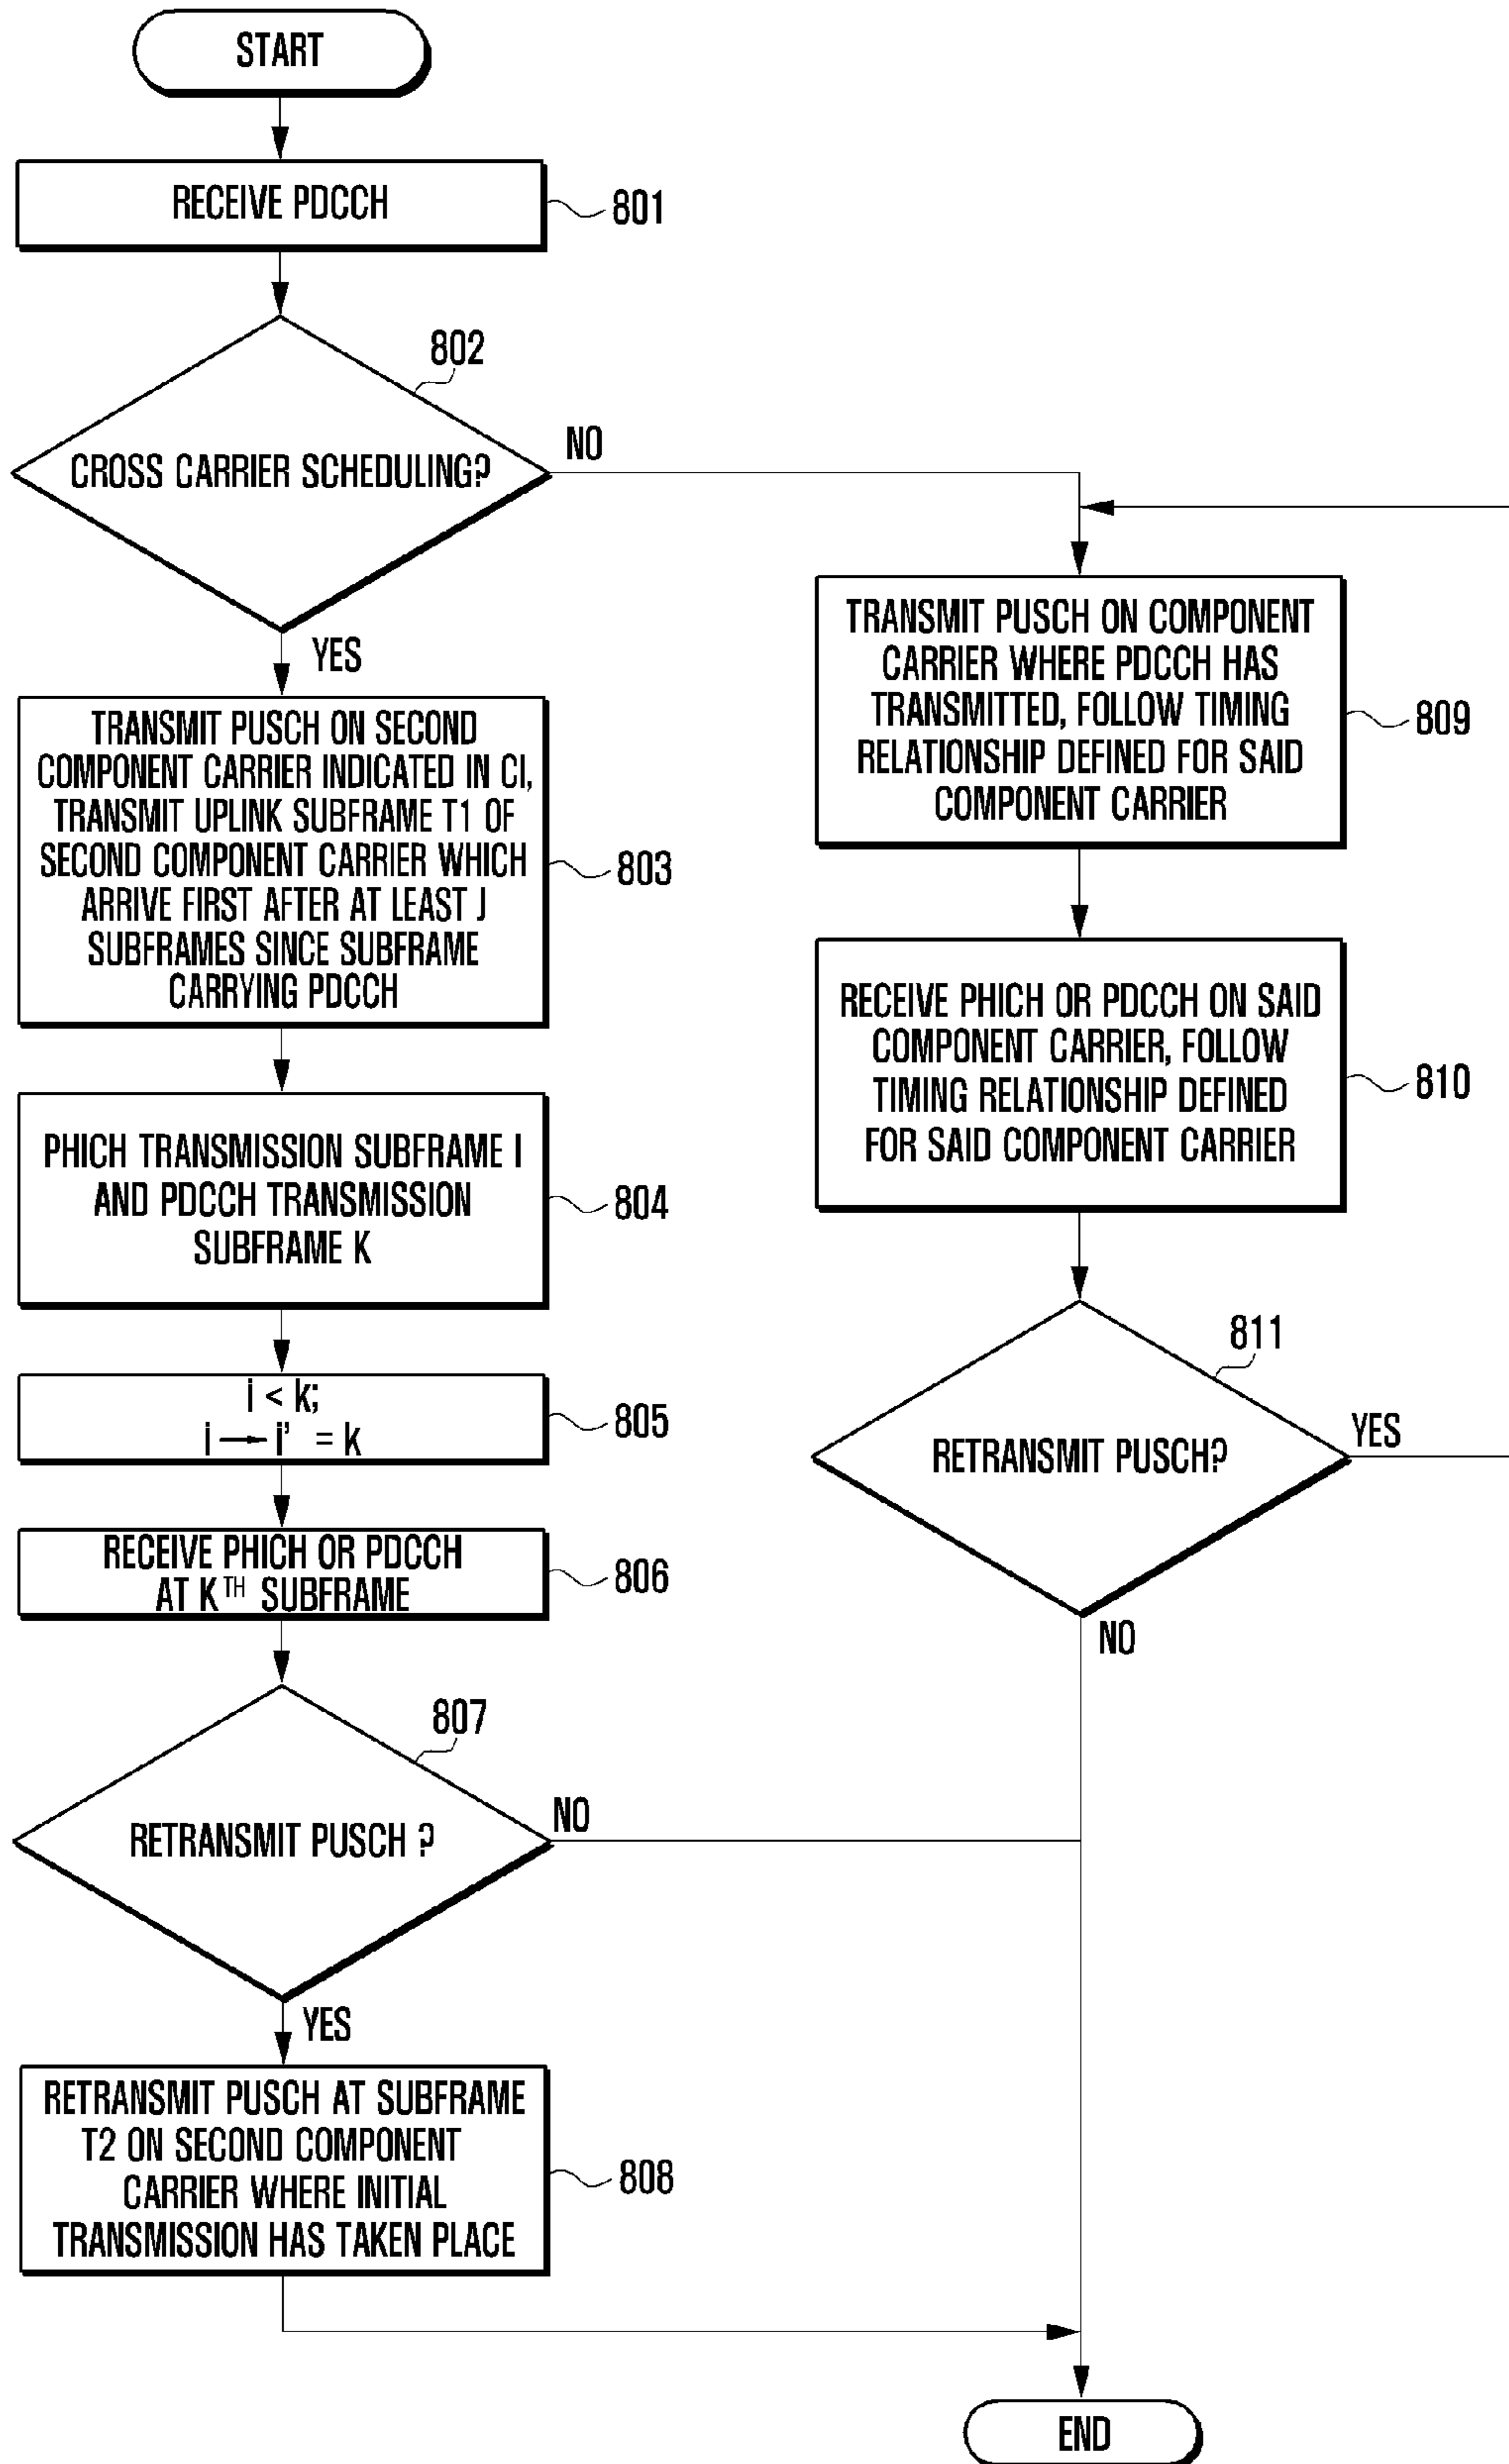 START
RECEIVE PDCCH
801
802
CROSS CARRIER SCHEDULING?
NO
YES
TRANSMIT PUSCH ON SECOND
COMPONENT CARRIER INDICATED IN CI,
TRANSMIT UPLINK SUBFRAME T1 OF
SECOND COMPONENT CARRIER WHICH
ARRIVE FIRST AFTER AT LEAST J
SUBFRAMES SINCE SUBFRAME
CARRYING PDCCH
803
PHICH TRANSMISSION SUBFRAME I
AND PDCCH TRANSMISSION
SUBFRAME K
804
i < k;
i → i' = k
805
RECEIVE PHICH OR PDCCH
AT K TH SUBFRAME
806
807
RETRANSMIT PUSCH ?
NO
YES
RETRANSMIT PUSCH AT SUBFRAME
T2 ON SECOND COMPONENT
CARRIER WHERE INITIAL
TRANSMISSION HAS TAKEN PLACE
808
TRANSMIT PUSCH ON COMPONENT
CARRIER WHERE PDCCH HAS
TRANSMITTED, FOLLOW TIMING
RELATIONSHIP DEFINED FOR SAID
COMPONENT CARRIER
809
RECEIVE PHICH OR PDCCH ON SAID
COMPONENT CARRIER, FOLLOW
TIMING RELATIONSHIP DEFINED
FOR SAID COMPONENT CARRIER
810
811
RETRANSMIT PUSCH?
YES
NO
END